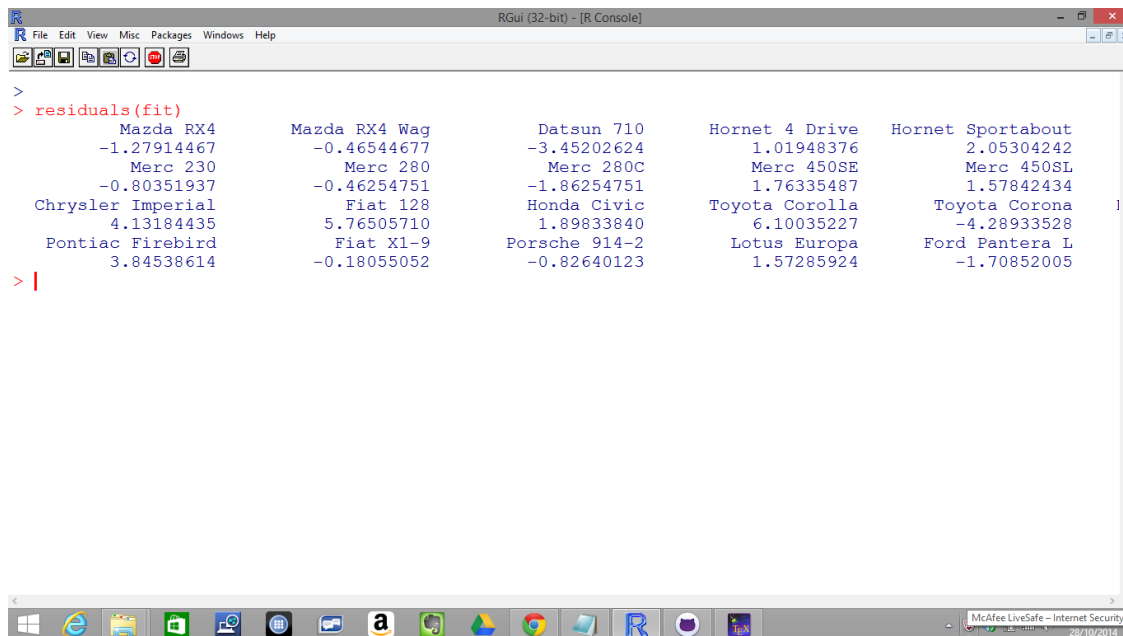 RGui (32-bit) - [R Console]
File Edit View Misc Packages Windows Help
STOP
>
> residuals(fit)
Mazda RX4 Mazda RX4 Wag Datsun 710 Hornet 4 Drive Hornet Sportabout
-1.27914467 -0.46544677 -3.45202624 1.01948376 2.05304242
Merc 230 Merc 280 Merc 280C Merc 450SE Merc 450SL
-0.80351937 -0.46254751 -1.86254751 1.76335487 1.57842434
Chrysler Imperial Fiat 128 Honda Civic Toyota Corolla Toyota Corona
4.13184435 5.76505710 1.89833840 6.10035227 -4.28933528
Pontiac Firebird Fiat X1-9 Porsche 914-2 Lotus Europa Ford Pantera L
3.84538614 -0.18055052 -0.82640123 1.57285924 -1.70852005
>
McAfee LiveSafe – Internet Security
28/10/2014